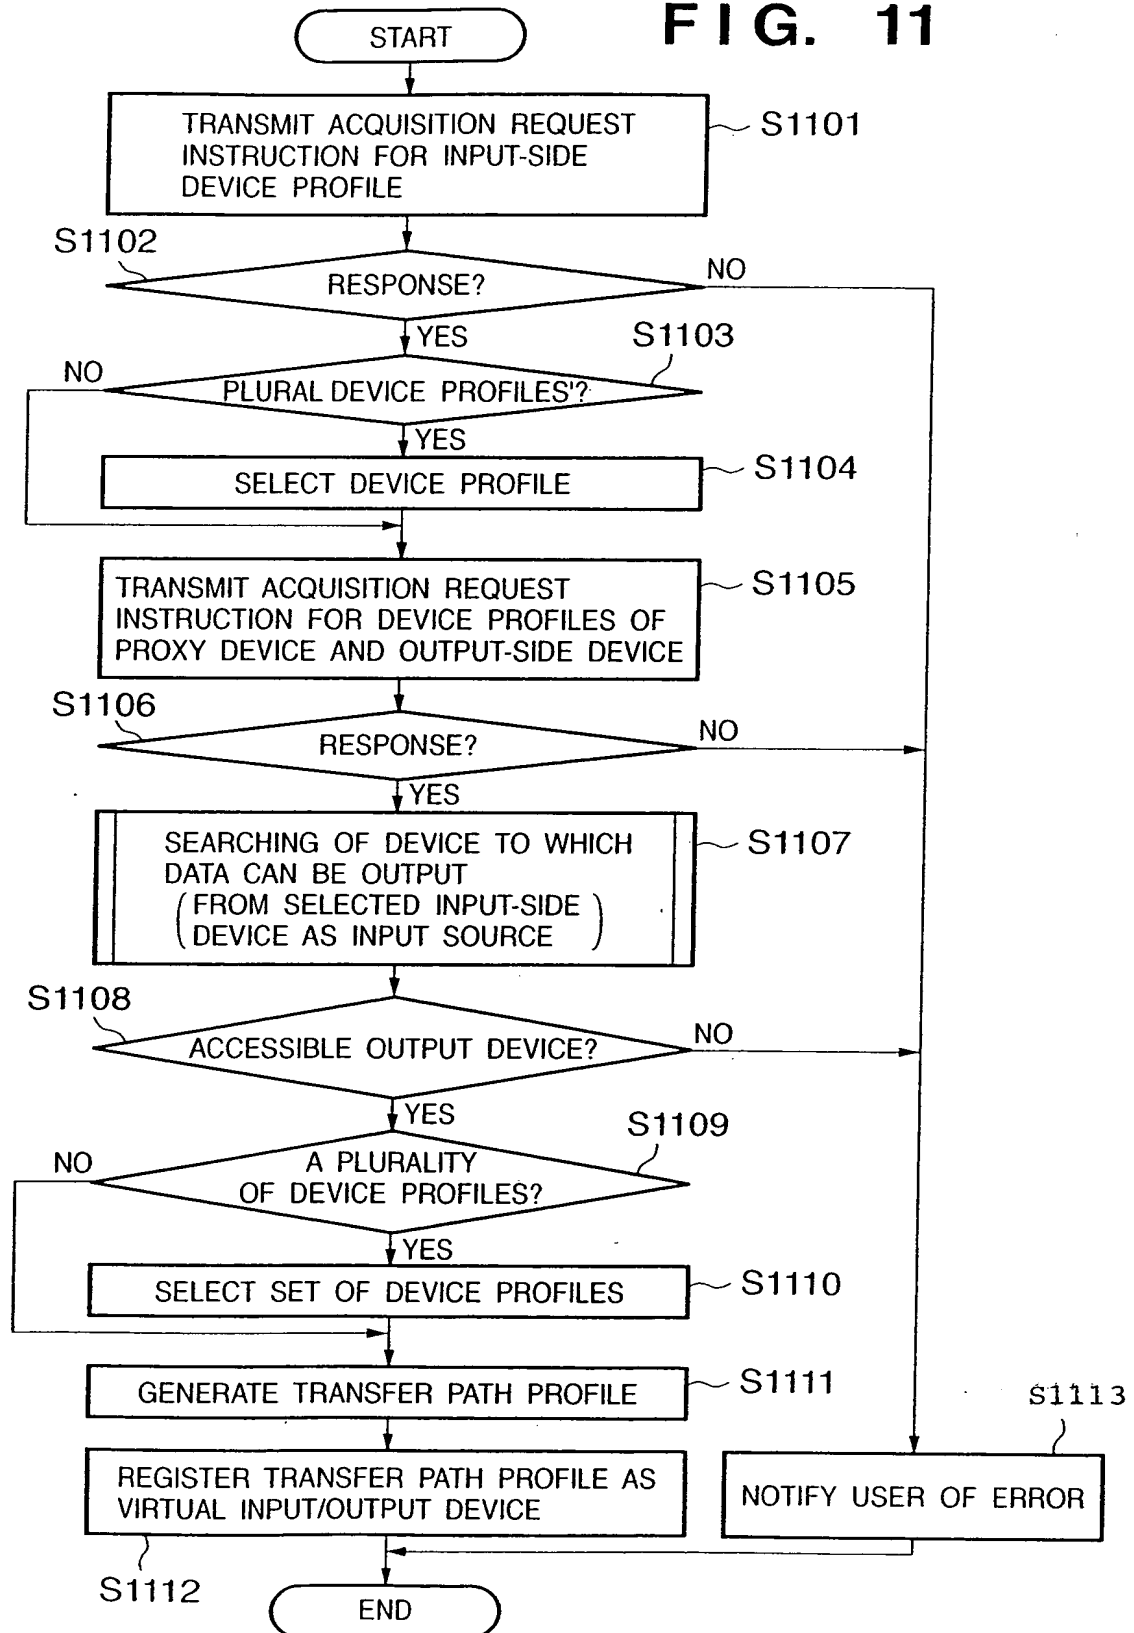 FIG. 11
START
TRANSMIT ACQUISITION REQUEST
INSTRUCTION FOR INPUT-SIDE
DEVICE PROFILE
S1101
S1102
RESPONSE?
NO
YES
S1103
NO
PLURAL DEVICE PROFILES'?
YES
SELECT DEVICE PROFILE
S1104
TRANSMIT ACQUISITION REQUEST
INSTRUCTION FOR DEVICE PROFILES OF
PROXY DEVICE AND OUTPUT-SIDE DEVICE
S1105
S1106
RESPONSE?
NO
YES
SEARCHING OF DEVICE TO WHICH
DATA CAN BE OUTPUT
(FROM SELECTED INPUT-SIDE
DEVICE AS INPUT SOURCE)
S1107
S1108
ACCESSIBLE OUTPUT DEVICE?
NO
YES
S1109
NO
A PLURALITY
OF DEVICE PROFILES?
YES
SELECT SET OF DEVICE PROFILES
S1110
GENERATE TRANSFER PATH PROFILE
S1111
REGISTER TRANSFER PATH PROFILE AS
VIRTUAL INPUT/OUTPUT DEVICE
S1112
S1113
NOTIFY USER OF ERROR
END